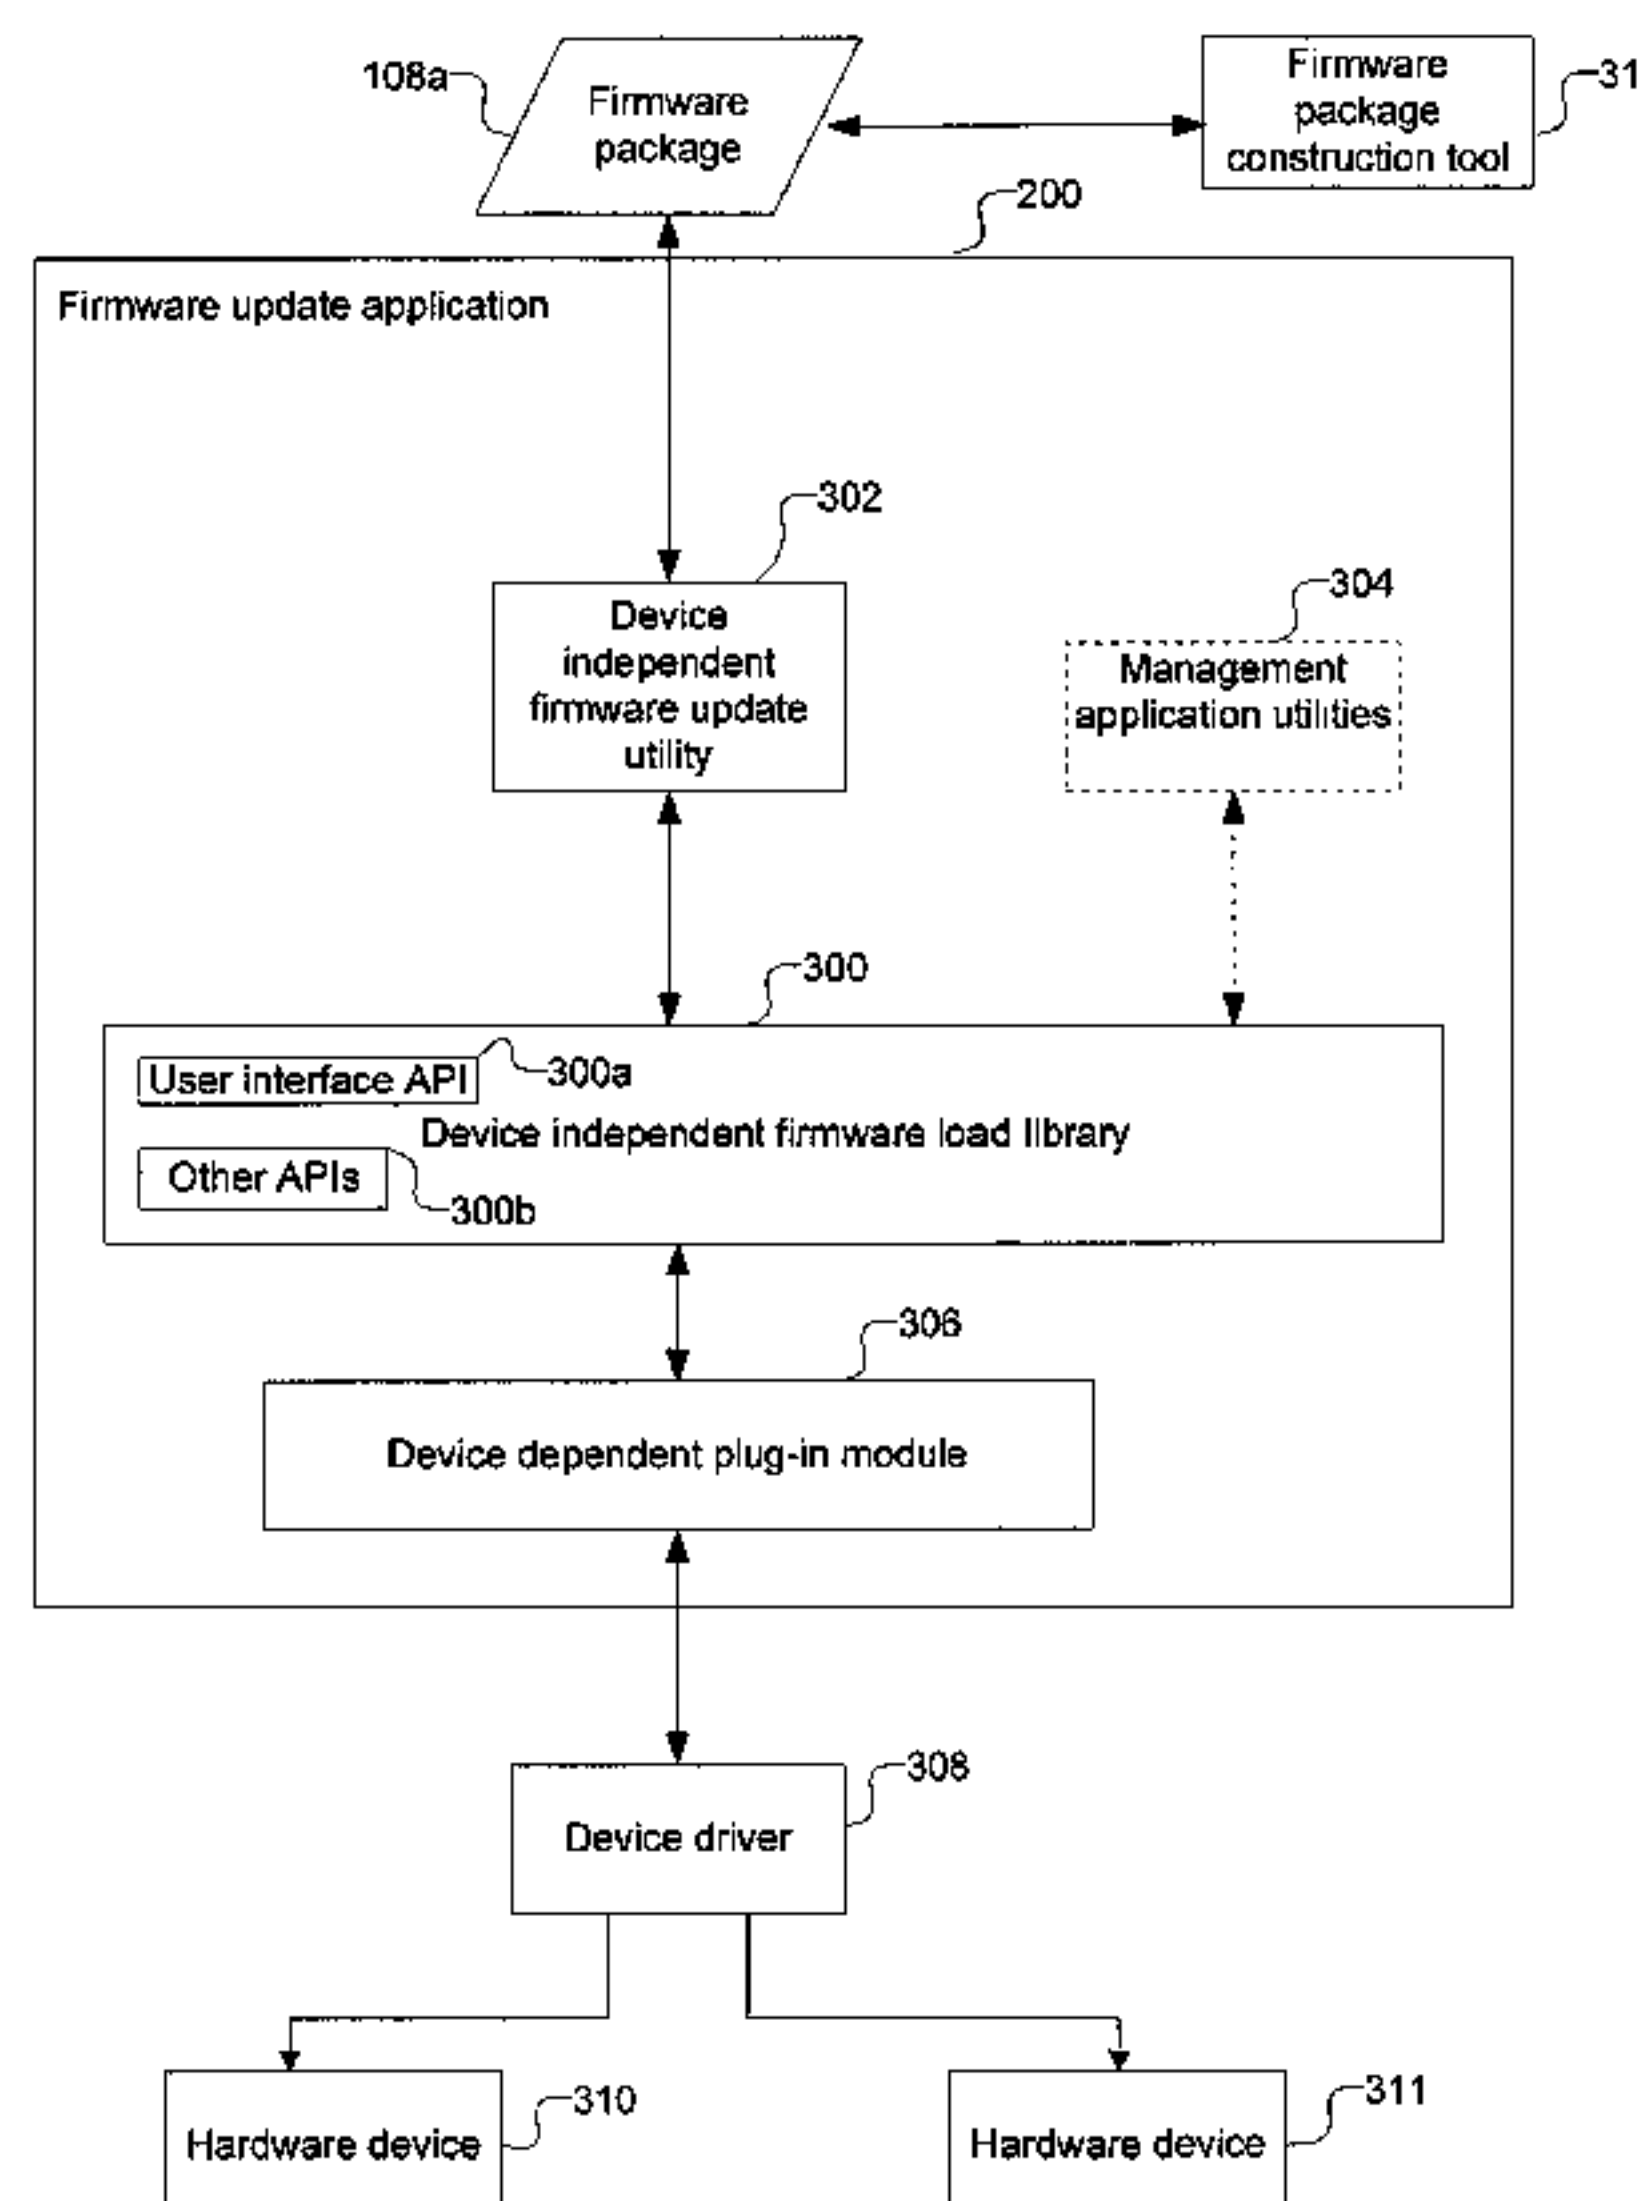 108a
Firmware
package
Firmware
package
construction tool
31
200
Firmware update application
302
Device
independent
firmware update
utility
304
Management
application utilities
300
User interface API
300a
Device independent firmware load library
Other APIs
300b
306
Device dependent plug-in module
308
Device driver
310
Hardware device
311
Hardware device